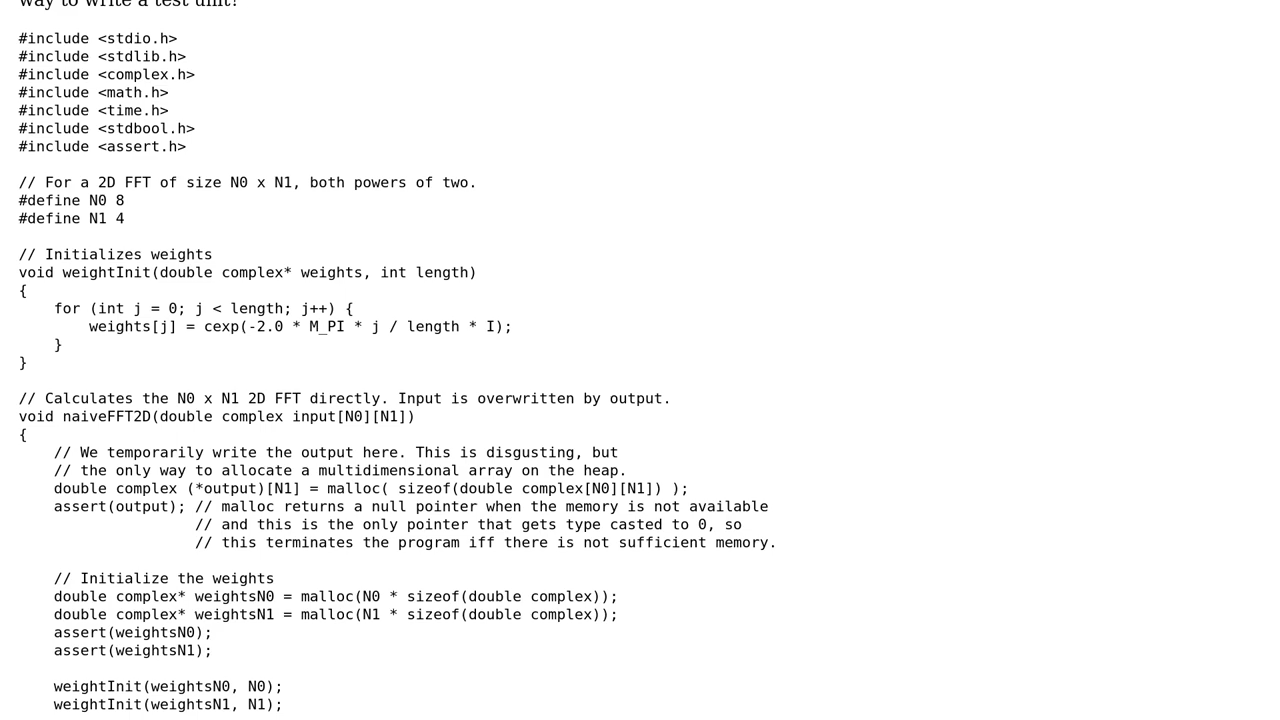 way to write a test unit?
#include <stdio.h>
#include <stdlib.h>
#include <complex.h>
#include <math.h>
#include <time.h>
#include <stdbool.h>
#include <assert.h>
// For a 2D FFT of size N0 x N1, both powers of two.
#define N0 8
#define N1 4
// Initializes weights
void weightInit(double complex* weights, int length)
{
    for (int j = 0; j < length; j++) {
        weights[j] = cexp(-2.0 * M_PI * j / length * I);
    }
}
// Calculates the N0 x N1 2D FFT directly. Input is overwritten by output.
void naiveFFT2D(double complex input[N0][N1])
{
    // We temporarily write the output here. This is disgusting, but
    // the only way to allocate a multidimensional array on the heap.
    double complex (*output)[N1] = malloc( sizeof(double complex[N0][N1]) );
    assert(output); // malloc returns a null pointer when the memory is not available
                    // and this is the only pointer that gets type casted to 0, so
                    // this terminates the program iff there is not sufficient memory.
    // Initialize the weights
    double complex* weightsN0 = malloc(N0 * sizeof(double complex));
    double complex* weightsN1 = malloc(N1 * sizeof(double complex));
    assert(weightsN0);
    assert(weightsN1);
    weightInit(weightsN0, N0);
    weightInit(weightsN1, N1);